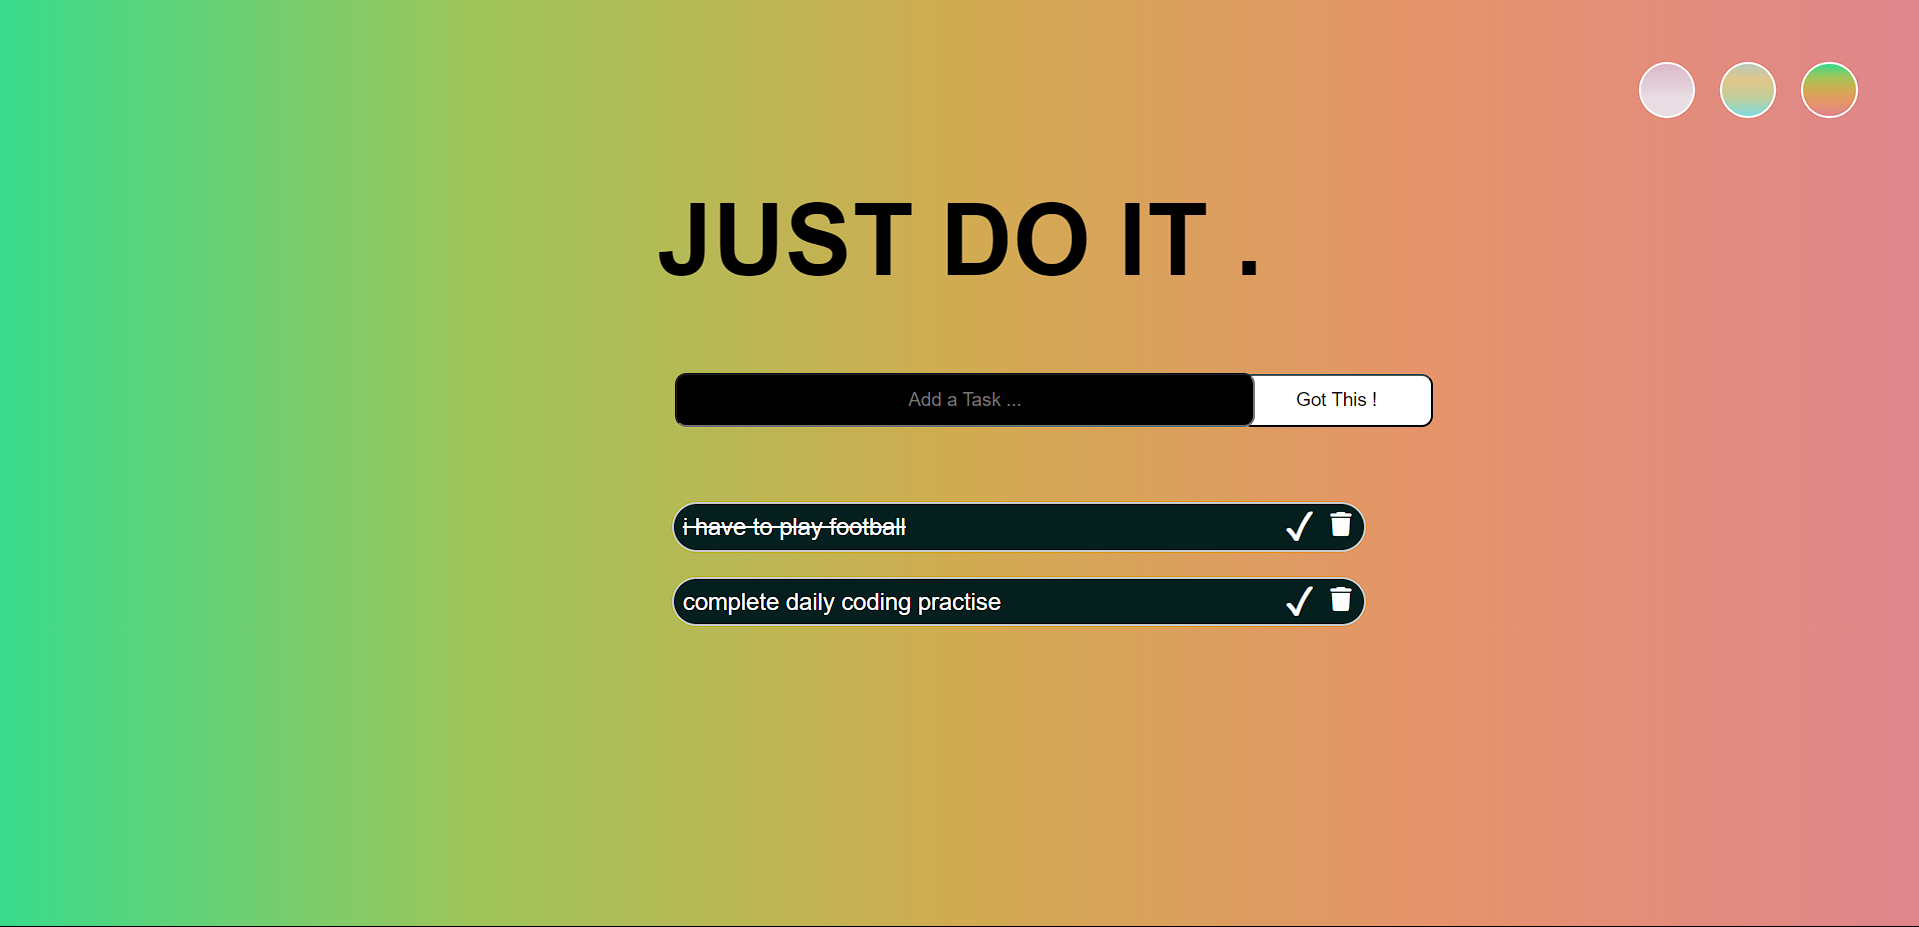 JUST DO IT .
Add a Task ... Got This !
i have to play football
complete daily coding practise